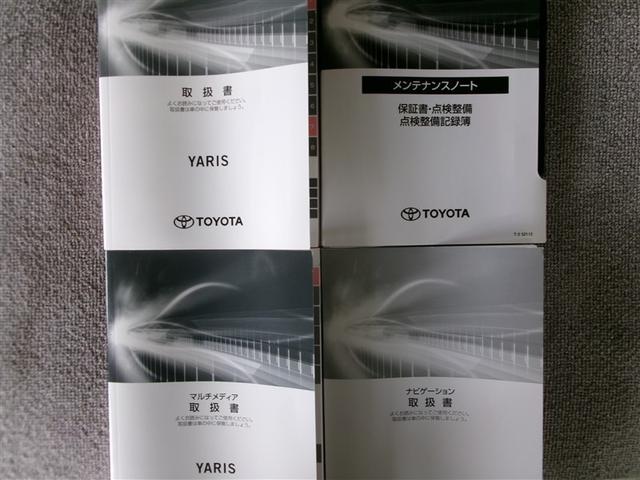 取扱書
よくお読みになってご使用ください。
取扱書は車の中に保管しましょう。
YARIS
TOYOTA
2
3
4
5
6
7
8
メンテナンスノート
保証書・点検整備
点検整備記録簿
TOYOTA
マルチメディア
取扱書
よくお読みになってご使用ください。
取扱書は車の中に保管しましょう。
YARIS
ナビゲーション
取扱書
よくお読みになってご使用ください。
取扱書は車の中に保管しましょう。